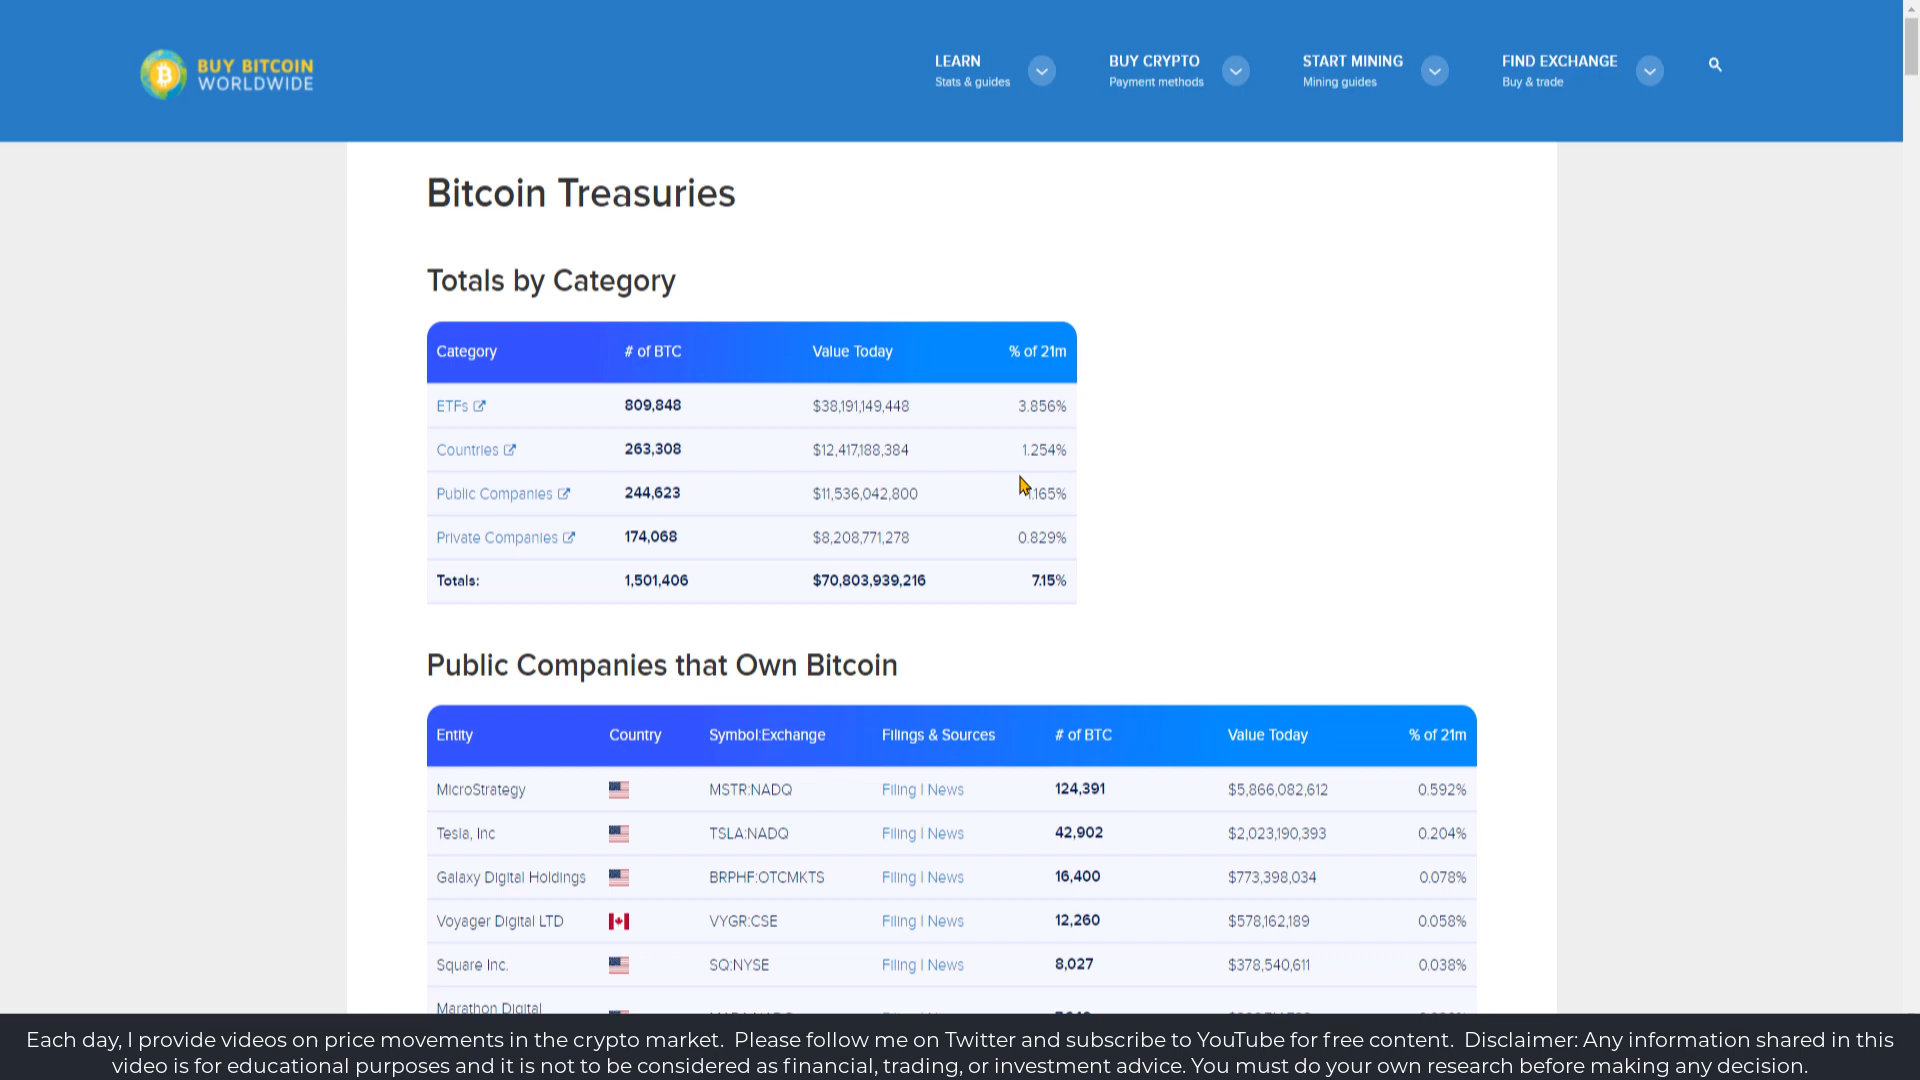 BUY BITCOIN
WORLDWIDE
LEARN
Stats & guides
BUY CRYPTO
Payment methods
START MINING
Mining guides
FIND EXCHANGE
Buy & trade
Bitcoin Treasuries
Totals by Category
Category # of BTC Value Today % of 21m
ETFs 809,848 $38,191,149,448 3.856%
Countries 263,308 $12,417,188,384 1.254%
Public Companies 244,623 $11,536,042,800 1.165%
Private Companies 174,068 $8,208,771,278 0.829%
Totals: 1,501,406 $70,803,939,216 7.15%
Public Companies that Own Bitcoin
Entity Country Symbol:Exchange Filings & Sources # of BTC Value Today % of 21m
MicroStrategy MSTR:NADQ Filing | News 124,391 $5,866,082,612 0.592%
Tesla, Inc TSLA:NADQ Filing | News 42,902 $2,023,190,393 0.204%
Galaxy Digital Holdings BRPHF:OTCMKTS Filing | News 16,400 $773,398,034 0.078%
Voyager Digital LTD VYGR:CSE Filing | News 12,260 $578,162,189 0.058%
Square Inc. SQ:NYSE Filing | News 8,027 $378,540,611 0.038%
Marathon Digital
Each day, I provide videos on price movements in the crypto market. Please follow me on Twitter and subscribe to YouTube for free content. Disclaimer: Any information shared in this
video is for educational purposes and it is not to be considered as financial, trading, or investment advice. You must do your own research before making any decision.